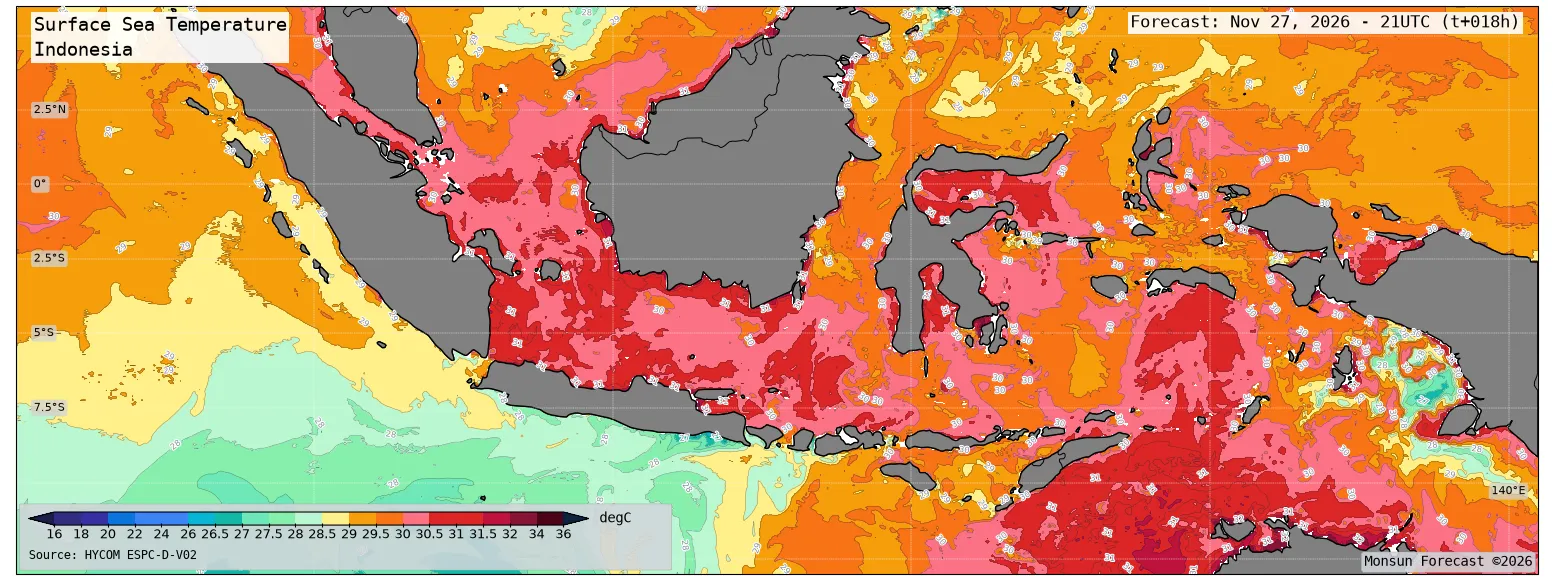 Surface Sea Temperature
Indonesia
Forecast: Nov 27, 2026 - 21UTC (t+018h)
2.5°N
0°
2.5°S
5°S
7.5°S
140°E
degC
16 18 20 22 24 26 26.5 27 27.5 28 28.5 29 29.5 30 30.5 31 31.5 32 34 36
Source: HYCOM ESPC-D-V02
Monsun Forecast ©2026